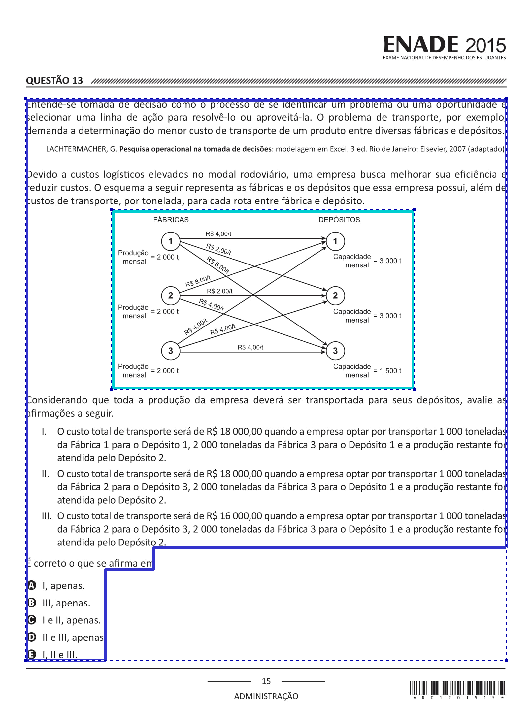 ENADE 2015
EXAME NACIONAL DE DESEMPENHO DOS ESTUDANTES
QUESTÃO 13
Entende-se tomada de decisão como o processo de se identificar um problema ou uma oportunidade e
selecionar uma linha de ação para resolvê-lo ou aproveitá-la. O problema de transporte, por exemplo,
demanda a determinação do menor custo de transporte de um produto entre diversas fábricas e depósitos.
LACHTERMACHER, G. Pesquisa operacional na tomada de decisões: modelagem em Excel. 3 ed. Rio de Janeiro: Elsevier, 2007 (adaptado).
Devido a custos logísticos elevados no modal rodoviário, uma empresa busca melhorar sua eficiência e
reduzir custos. O esquema a seguir representa as fábricas e os depósitos que essa empresa possui, além de
custos de transporte, por tonelada, para cada rota entre fábrica e depósito.
FÁBRICAS DEPÓSITOS
1 R$ 4,00/t 1
Produção mensal = 2 000 t
R$ 2,00/t
Capacidade mensal = 3 000 t
2 R$ 2,00/t 2
Produção mensal = 2 000 t
Capacidade mensal = 3 000 t
R$ 4,00/t
3 R$ 4,00/t 3
Produção mensal = 2 000 t
Capacidade mensal = 1 500 t
Considerando que toda a produção da empresa deverá ser transportada para seus depósitos, avalie as
afirmações a seguir.
I. O custo total de transporte será de R$ 18 000,00 quando a empresa optar por transportar 1 000 toneladas
da Fábrica 1 para o Depósito 1, 2 000 toneladas da Fábrica 3 para o Depósito 1 e a produção restante for
atendida pelo Depósito 2.
II. O custo total de transporte será de R$ 18 000,00 quando a empresa optar por transportar 1 000 toneladas
da Fábrica 2 para o Depósito 3, 2 000 toneladas da Fábrica 3 para o Depósito 1 e a produção restante for
atendida pelo Depósito 2.
III. O custo total de transporte será de R$ 16 000,00 quando a empresa optar por transportar 1 000 toneladas
da Fábrica 2 para o Depósito 3, 2 000 toneladas da Fábrica 3 para o Depósito 1 e a produção restante for
atendida pelo Depósito 2.
É correto o que se afirma em
A I, apenas.
B III, apenas.
C I e II, apenas.
D II e III, apenas
E I, II e III.
15
ADMINISTRAÇÃO